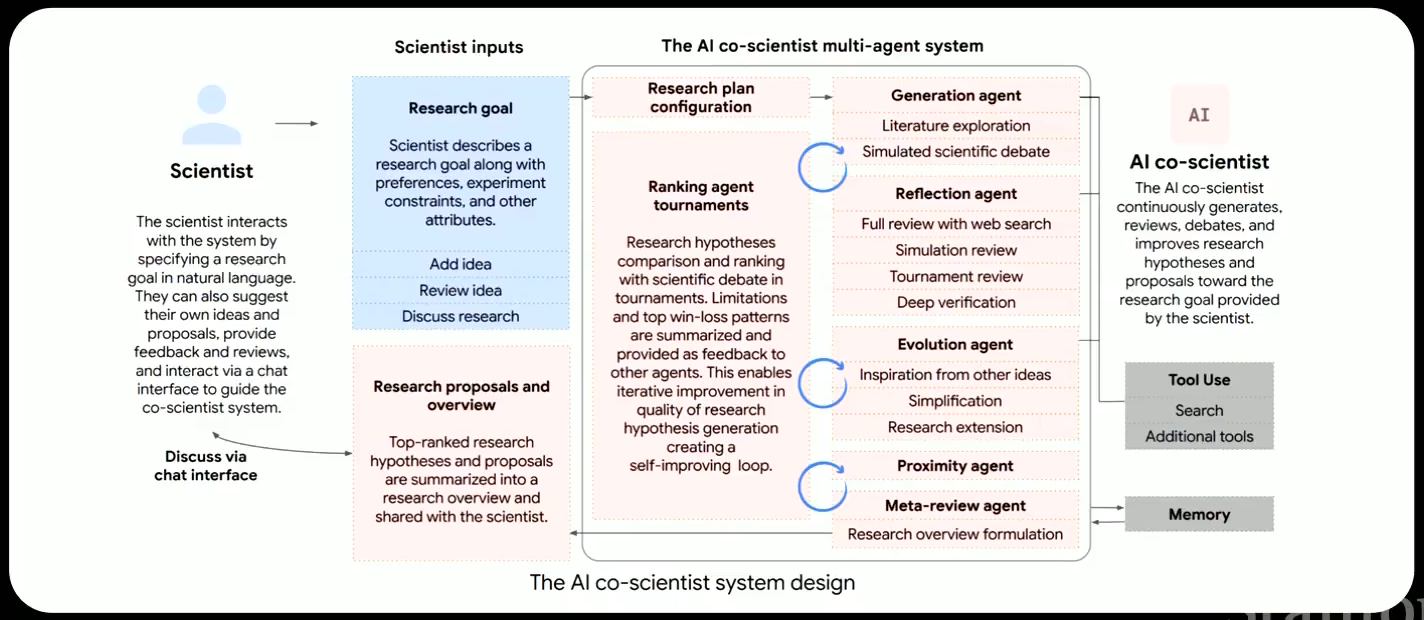 Scientist inputs
The AI co-scientist multi-agent system
Scientist
The scientist interacts
with the system by
specifying a research
goal in natural language.
They can also suggest
their own ideas and
proposals, provide
feedback and reviews,
and interact via a chat
interface to guide the
co-scientist system.
Discuss via
chat interface
Research goal
Scientist describes a
research goal along with
preferences, experiment
constraints, and other
attributes.
Add idea
Review idea
Discuss research
Research proposals and
overview
Top-ranked research
hypotheses and proposals
are summarized into a
research overview and
shared with the scientist.
Research plan
configuration
Ranking agent
tournaments
Research hypotheses
comparison and ranking
with scientific debate in
tournaments. Limitations
and top win-loss patterns
are summarized and
provided as feedback to
other agents. This enables
iterative improvement in
quality of research
hypothesis generation
creating a
self-improving loop.
Generation agent
Literature exploration
Simulated scientific debate
Reflection agent
Full review with web search
Simulation review
Tournament review
Deep verification
Evolution agent
Inspiration from other ideas
Simplification
Research extension
Proximity agent
Meta-review agent
Research overview formulation
AI
AI co-scientist
The AI co-scientist
continuously generates,
reviews, debates, and
improves research
hypotheses and
proposals toward the
research goal provided
by the scientist.
Tool Use
Search
Additional tools
Memory
The AI co-scientist system design